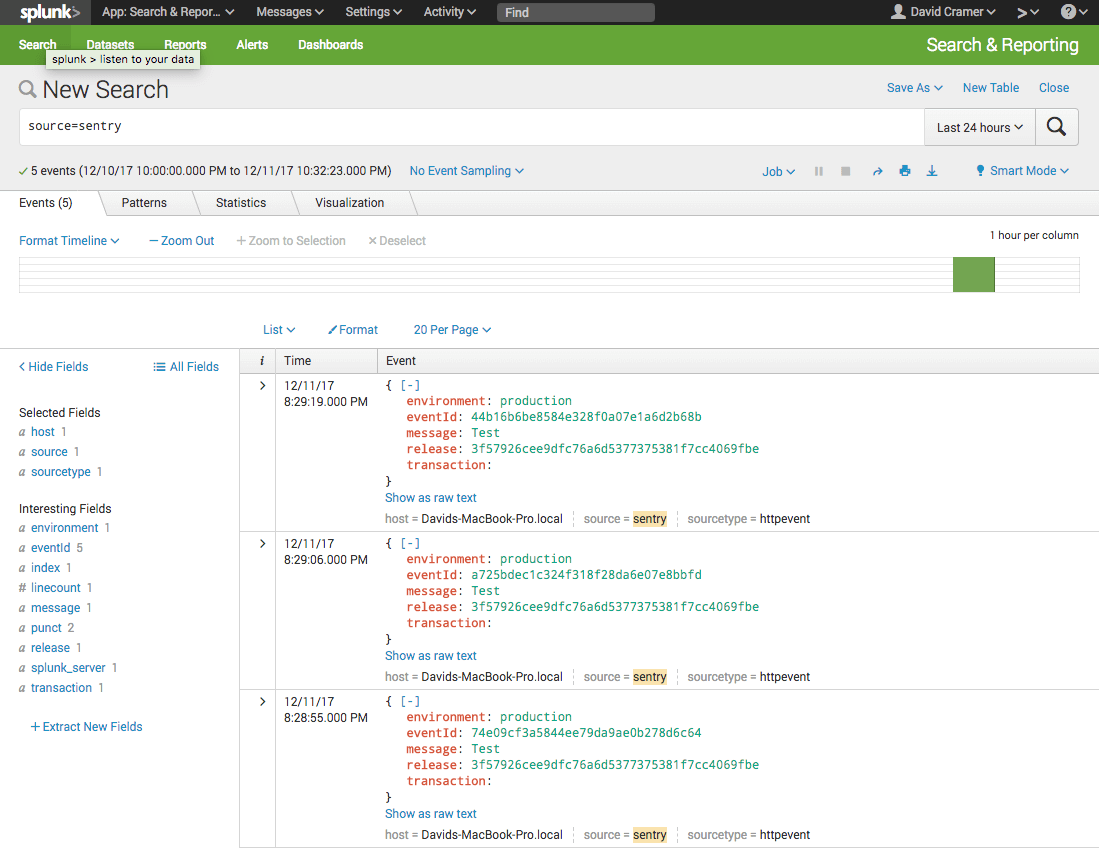 splunk> App: Search & Repor... Messages Settings Activity Find David Cramer >
Search Datasets Reports Alerts Dashboards Search & Reporting
splunk > listen to your data
New Search Save As New Table Close
source=sentry Last 24 hours
5 events (12/10/17 10:00:00.000 PM to 12/11/17 10:32:23.000 PM) No Event Sampling Job Smart Mode
Events (5) Patterns Statistics Visualization
Format Timeline — Zoom Out + Zoom to Selection × Deselect 1 hour per column
List Format 20 Per Page
< Hide Fields All Fields
Selected Fields
a host 1
a source 1
a sourcetype 1
Interesting Fields
a environment 1
a eventId 5
a index 1
# linecount 1
a message 1
a punct 2
a release 1
a splunk_server 1
a transaction 1
+ Extract New Fields
i Time Event
> 12/11/17 { [-]
8:29:19.000 PM environment: production
eventId: 44b16b6be8584e328f0a07e1a6d2b68b
message: Test
release: 3f57926cee9dfc76a6d5377375381f7cc4069fbe
transaction:
}
Show as raw text
host = Davids-MacBook-Pro.local source = sentry sourcetype = httpevent
> 12/11/17 { [-]
8:29:06.000 PM environment: production
eventId: a725bdec1c324f318f28da6e07e8bbfd
message: Test
release: 3f57926cee9dfc76a6d5377375381f7cc4069fbe
transaction:
}
Show as raw text
host = Davids-MacBook-Pro.local source = sentry sourcetype = httpevent
> 12/11/17 { [-]
8:28:55.000 PM environment: production
eventId: 74e09cf3a5844ee79da9ae0b278d6c64
message: Test
release: 3f57926cee9dfc76a6d5377375381f7cc4069fbe
transaction:
}
Show as raw text
host = Davids-MacBook-Pro.local source = sentry sourcetype = httpevent